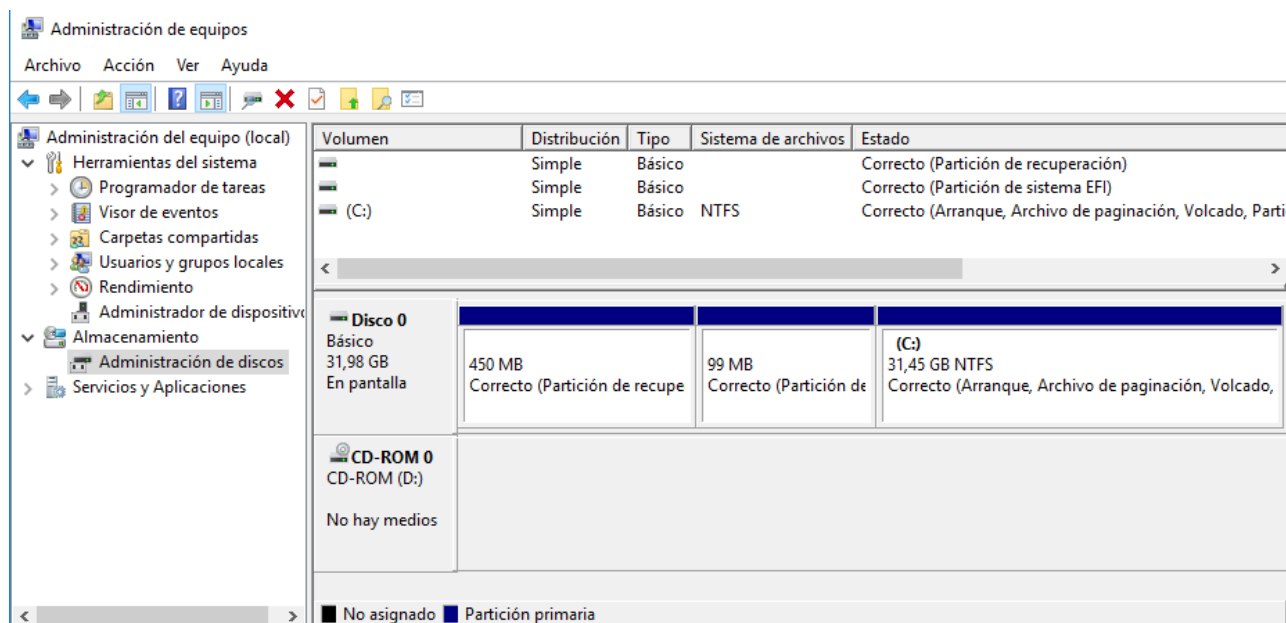 Administración de equipos
Archivo Acción Ver Ayuda
Administración del equipo (local)
Herramientas del sistema
Programador de tareas
Visor de eventos
Carpetas compartidas
Usuarios y grupos locales
Rendimiento
Administrador de dispositivo
Almacenamiento
Administración de discos
Servicios y Aplicaciones
Volumen Distribución Tipo Sistema de archivos Estado
Simple Básico Correcto (Partición de recuperación)
Simple Básico Correcto (Partición de sistema EFI)
(C:) Simple Básico NTFS Correcto (Arranque, Archivo de paginación, Volcado, Parti
Disco 0
Básico
31,98 GB
En pantalla
450 MB
Correcto (Partición de recupe
99 MB
Correcto (Partición de
(C:)
31,45 GB NTFS
Correcto (Arranque, Archivo de paginación, Volcado,
CD-ROM 0
CD-ROM (D:)
No hay medios
No asignado Partición primaria